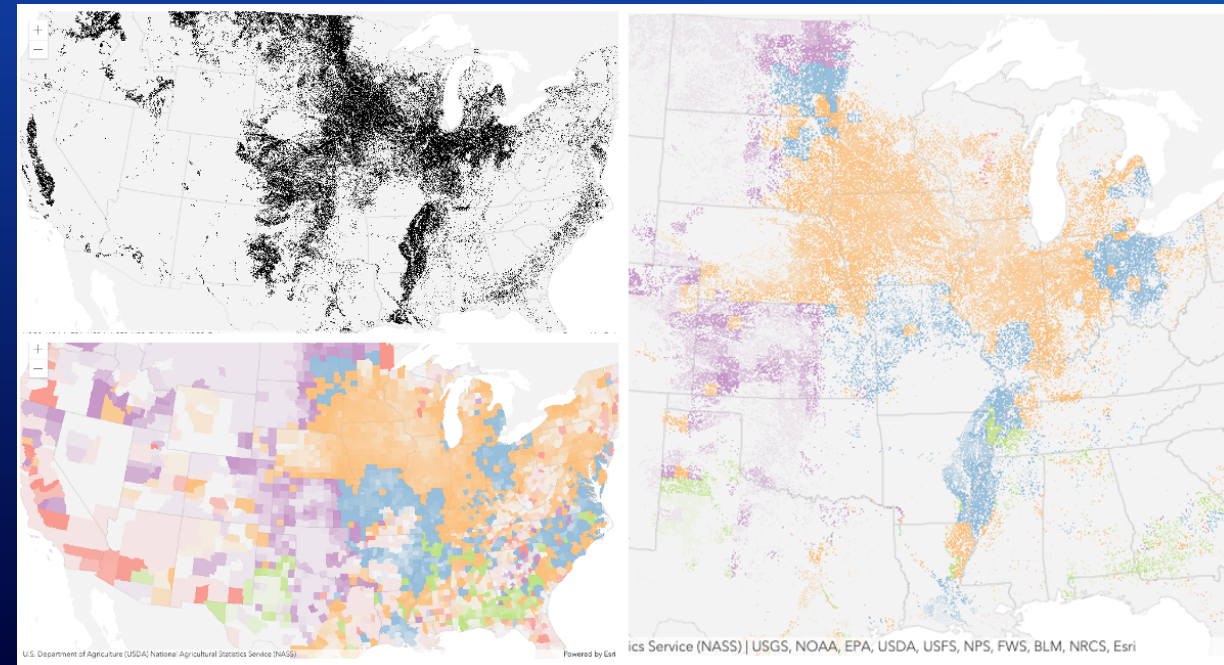 +
−
+
−
U.S. Department of Agriculture (USDA) National Agricultural Statistics Service (NASS)
Powered by Esri
ics Service (NASS) | USGS, NOAA, EPA, USDA, USFS, NPS, FWS, BLM, NRCS, Esri